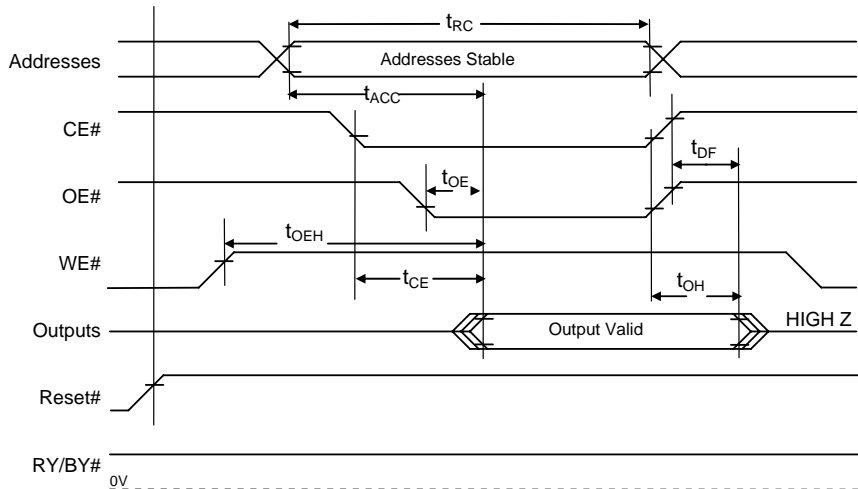 tRC
Addresses
Addresses Stable
tACC
CE#
tDF
OE#
tOE
tOEH
WE#
tCE
tOH
Outputs
Output Valid
HIGH Z
Reset#
RY/BY#
0V